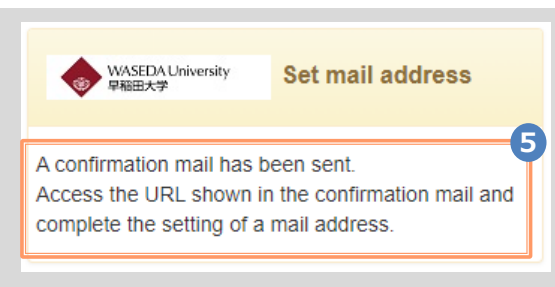 WASEDA University
早稲田大学
Set mail address
5
A confirmation mail has been sent.
Access the URL shown in the confirmation mail and
complete the setting of a mail address.